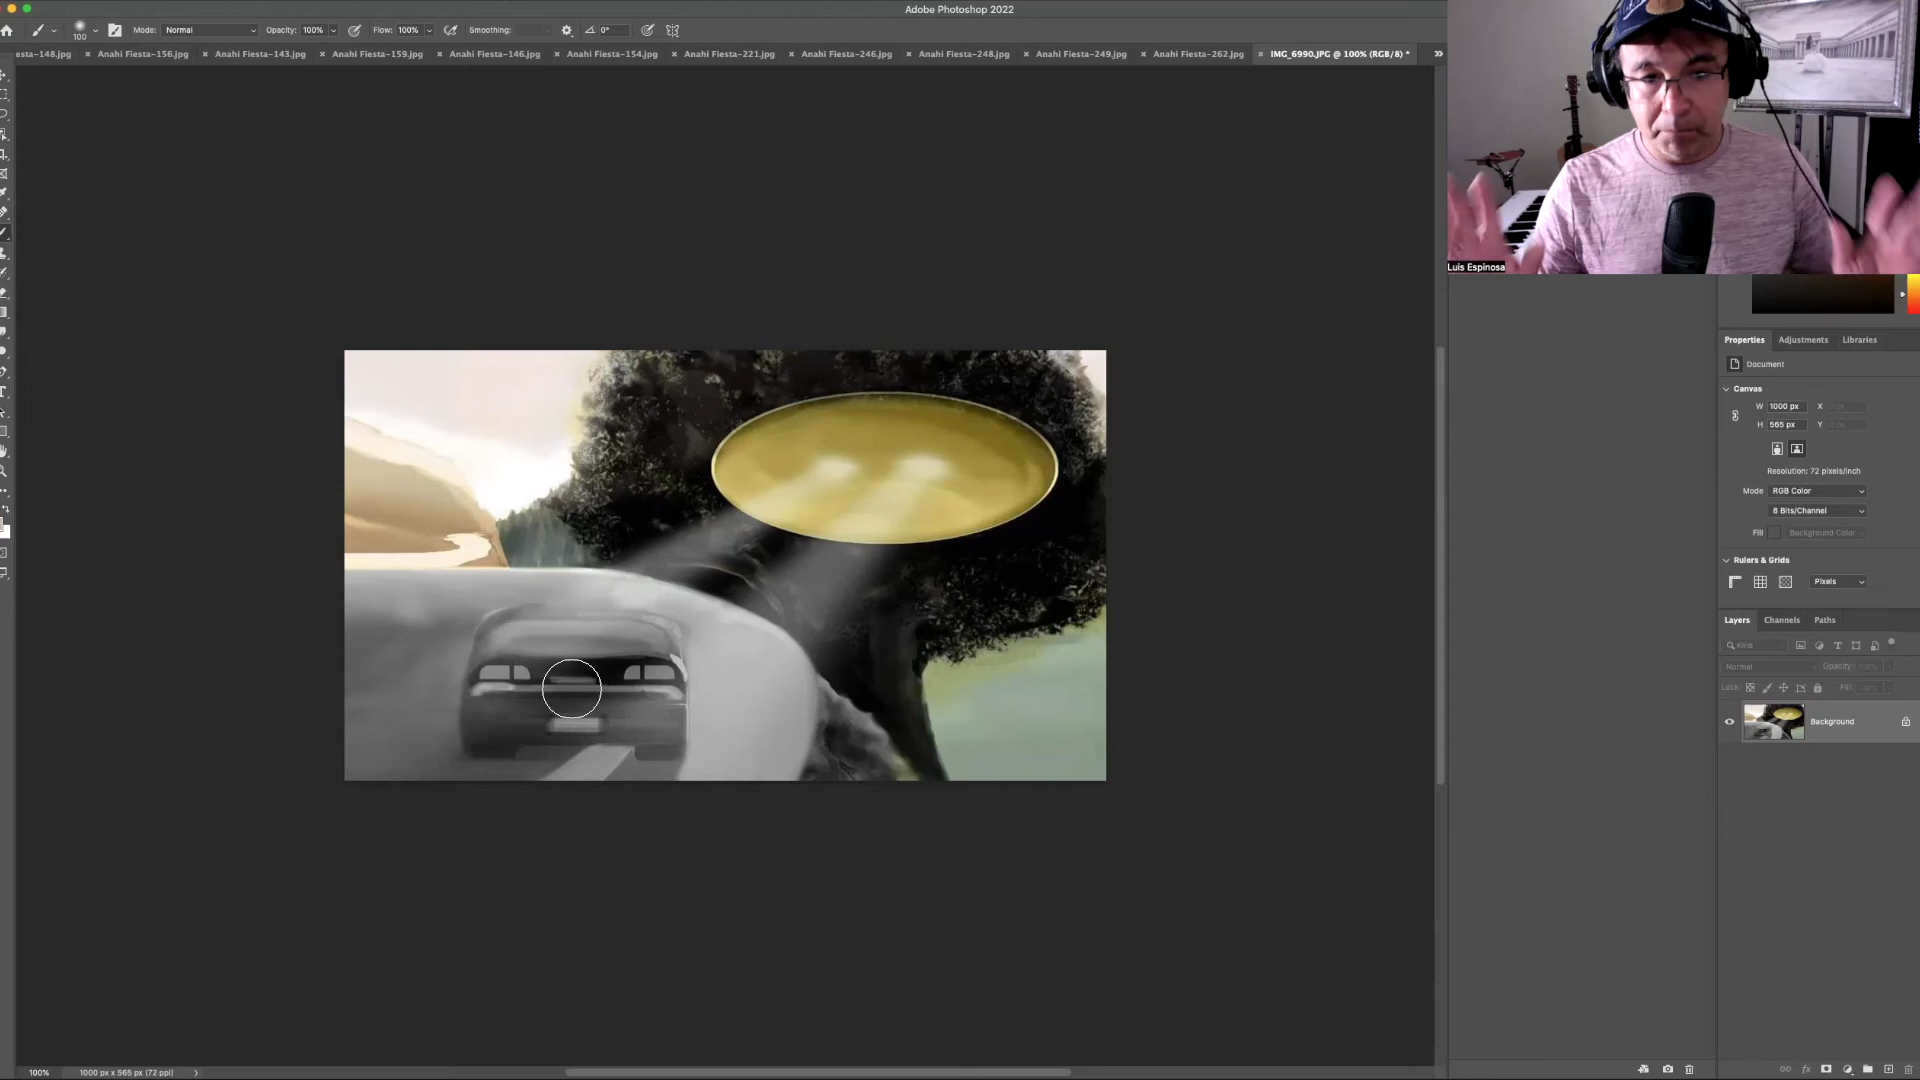 Adobe Photoshop 2022
100 Mode: Normal Opacity: 100% Flow: 100% Smoothing: 0°
esta-148.jpg × Anahi Fiesta-156.jpg × Anahi Fiesta-143.jpg × Anahi Fiesta-159.jpg × Anahi Fiesta-146.jpg × Anahi Fiesta-154.jpg × Anahi Fiesta-221.jpg × Anahi Fiesta-246.jpg × Anahi Fiesta-248.jpg × Anahi Fiesta-249.jpg × Anahi Fiesta-262.jpg × IMG_6990.JPG @ 100% (RGB/8) * »
Luis Espinosa
Properties Adjustments Libraries
Document
Canvas
W 1000 px X
H 565 px Y
Resolution: 72 pixels/inch
Mode RGB Color
8 Bits/Channel
Fill Background Color
Rulers & Grids
Pixels
Layers Channels Paths
Kind
Normal Opacity: 100%
Lock: Fill:
Background
100% 1000 px x 565 px (72 ppi)